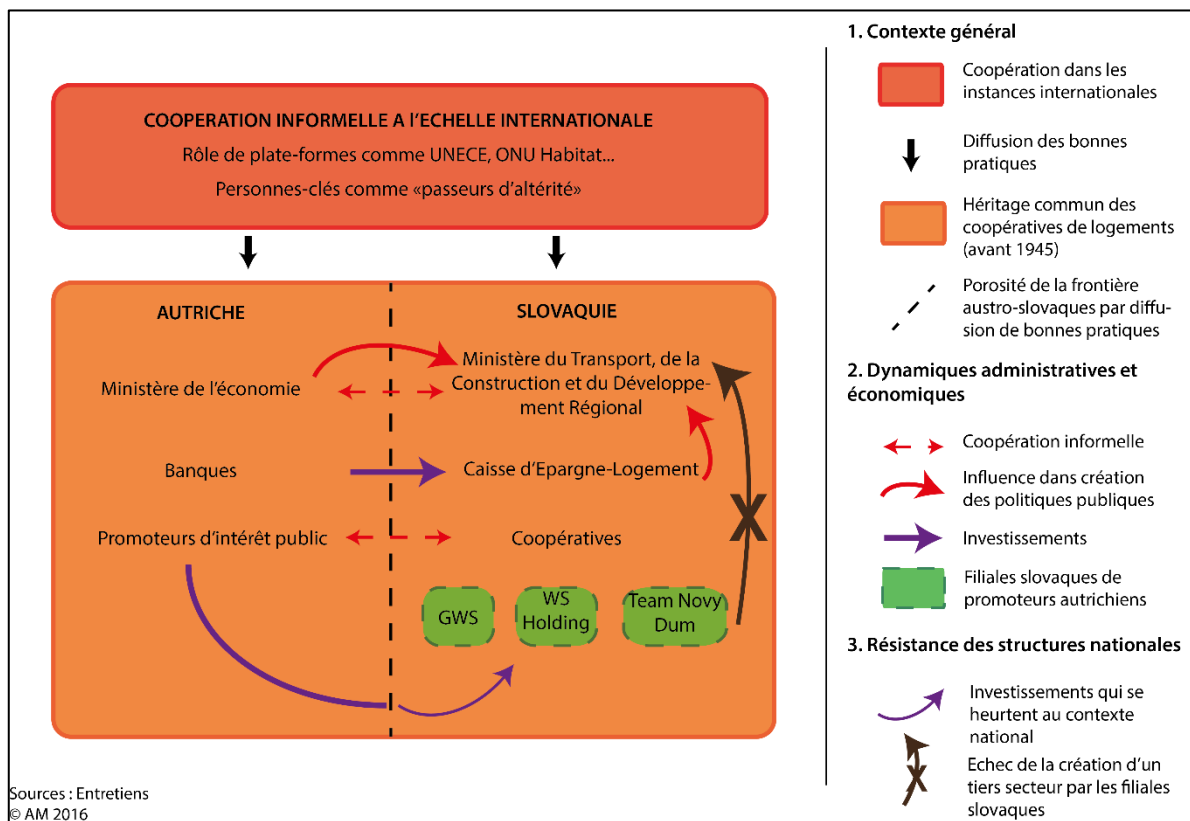 COOPERATION INFORMELLE A l'ECHELLE INTERNATIONALE
Rôle de plate-formes comme UNECE, ONU Habitat...
Personnes-clés comme «passeurs d'altérité»
AUTRICHE
SLOVAQUIE
Ministère de l'économie
Ministère du Transport, de la
Construction et du Développe-
ment Régional
Banques
Caisse d'Epargne-Logement
Promoteurs d'intérêt public
Coopératives
GWS
WS
Holding
Team Novy
Dum
Sources : Entretiens
© AM 2016
1. Contexte général
Coopération dans les
instances internationales
Diffusion des bonnes
pratiques
Héritage commun des
coopératives de logements
(avant 1945)
Porosité de la frontière
austro-slovaques par diffu-
sion de bonnes pratiques
2. Dynamiques administratives et
économiques
Coopération informelle
Influence dans création
des politiques publiques
Investissements
Filiales slovaques de
promoteurs autrichiens
3. Résistance des structures nationales
Investissements qui se
heurtent au contexte
national
Echec de la création d'un
tiers secteur par les filiales
slovaques